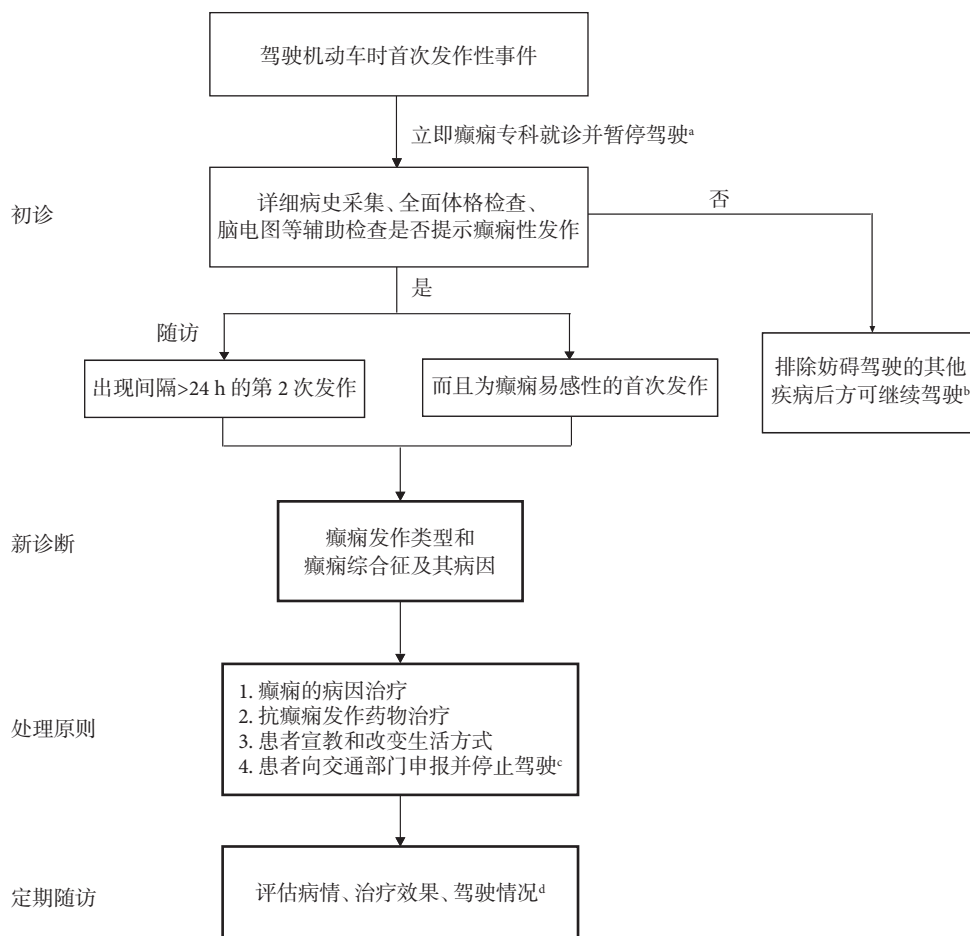 驾驶机动车时首次发作性事件
立即癫痫专科就诊并暂停驾驶ᵃ
初诊
详细病史采集、全面体格检查、
脑电图等辅助检查是否提示癫痫性发作
否
是
随访
出现间隔>24 h 的第 2 次发作
而且为癫痫易感性的首次发作
排除妨碍驾驶的其他
疾病后方可继续驾驶ᵇ
新诊断
癫痫发作类型和
癫痫综合征及其病因
处理原则
1. 癫痫的病因治疗
2. 抗癫痫发作药物治疗
3. 患者宣教和改变生活方式
4. 患者向交通部门申报并停止驾驶ᶜ
定期随访
评估病情、治疗效果、驾驶情况ᵈ